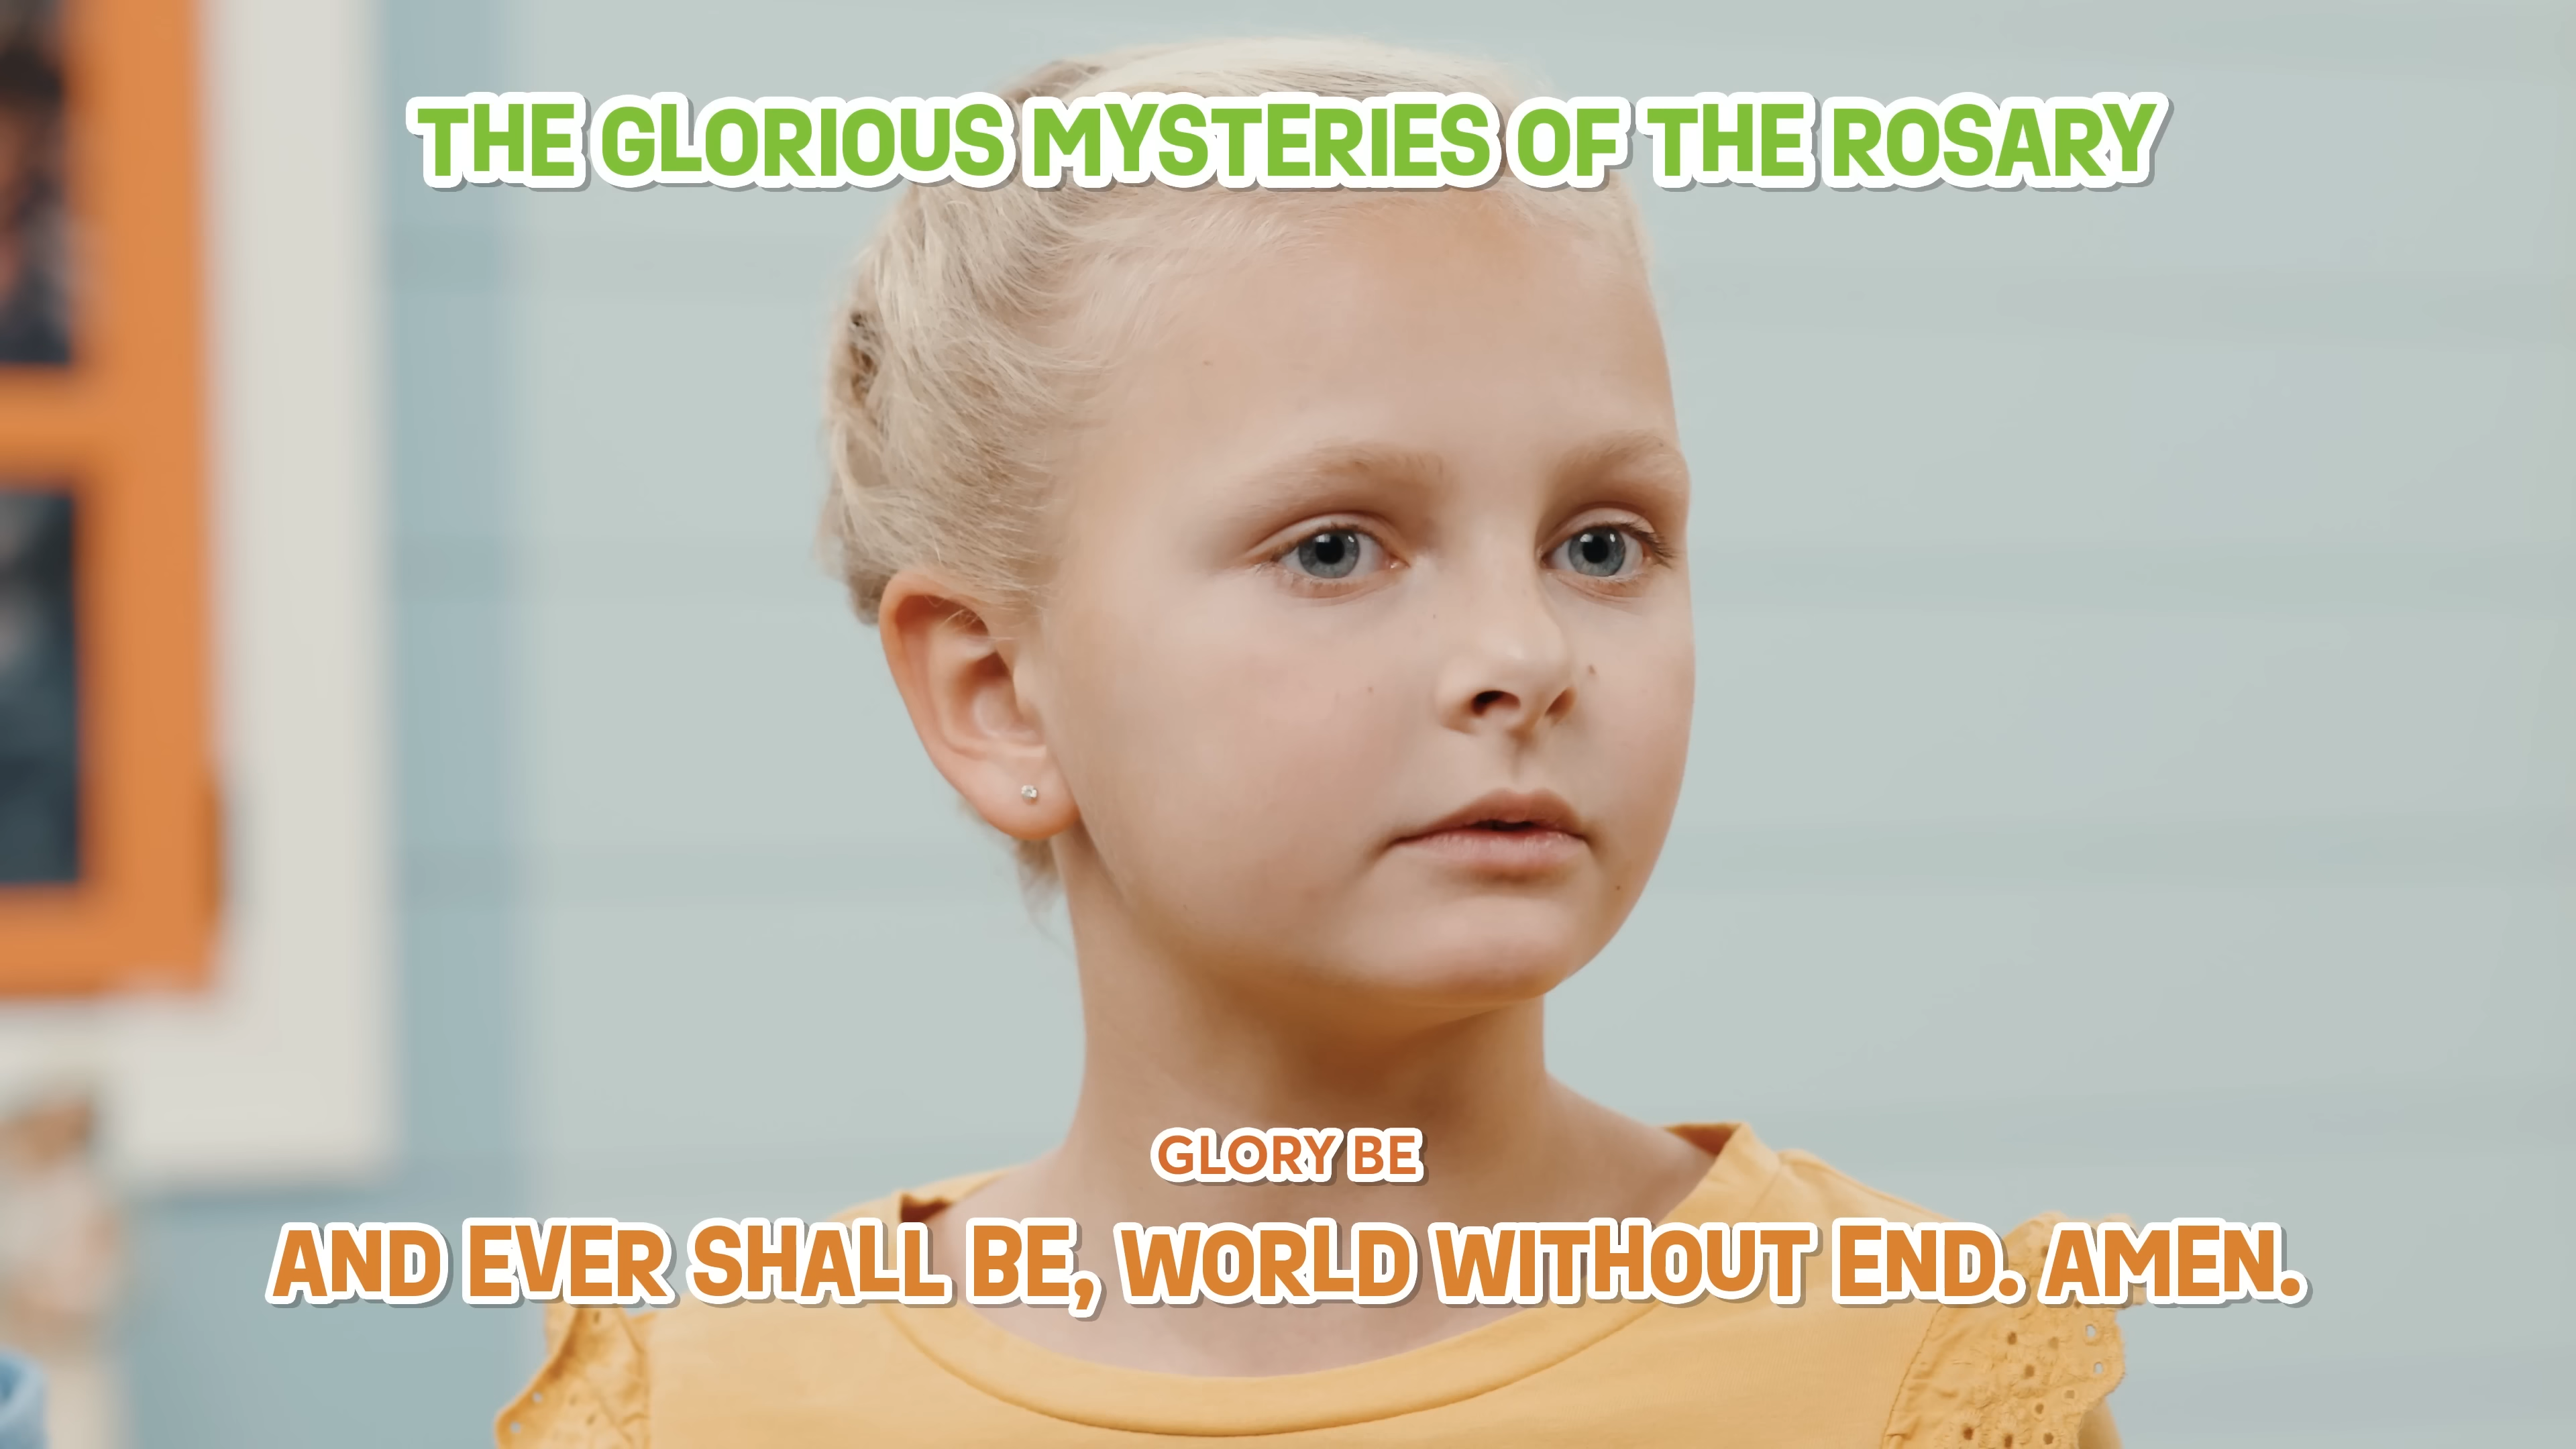 THE GLORIOUS MYSTERIES OF THE ROSARY
GLORY BE
AND EVER SHALL BE, WORLD WITHOUT END. AMEN.